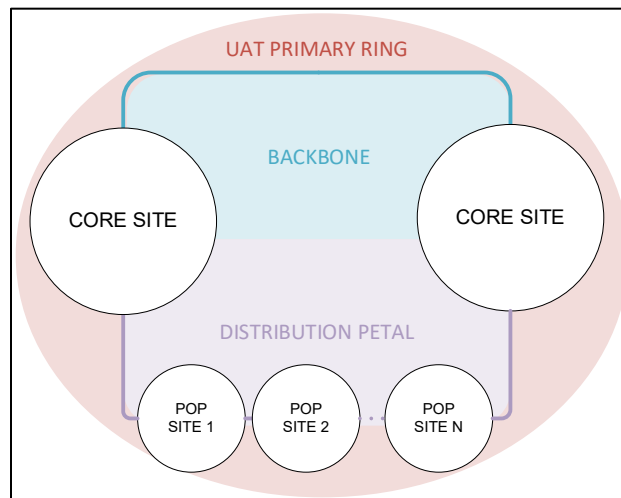 UAT PRIMARY RING
BACKBONE
CORE SITE
CORE SITE
DISTRIBUTION PETAL
POP
SITE 1
POP
SITE 2
POP
SITE N